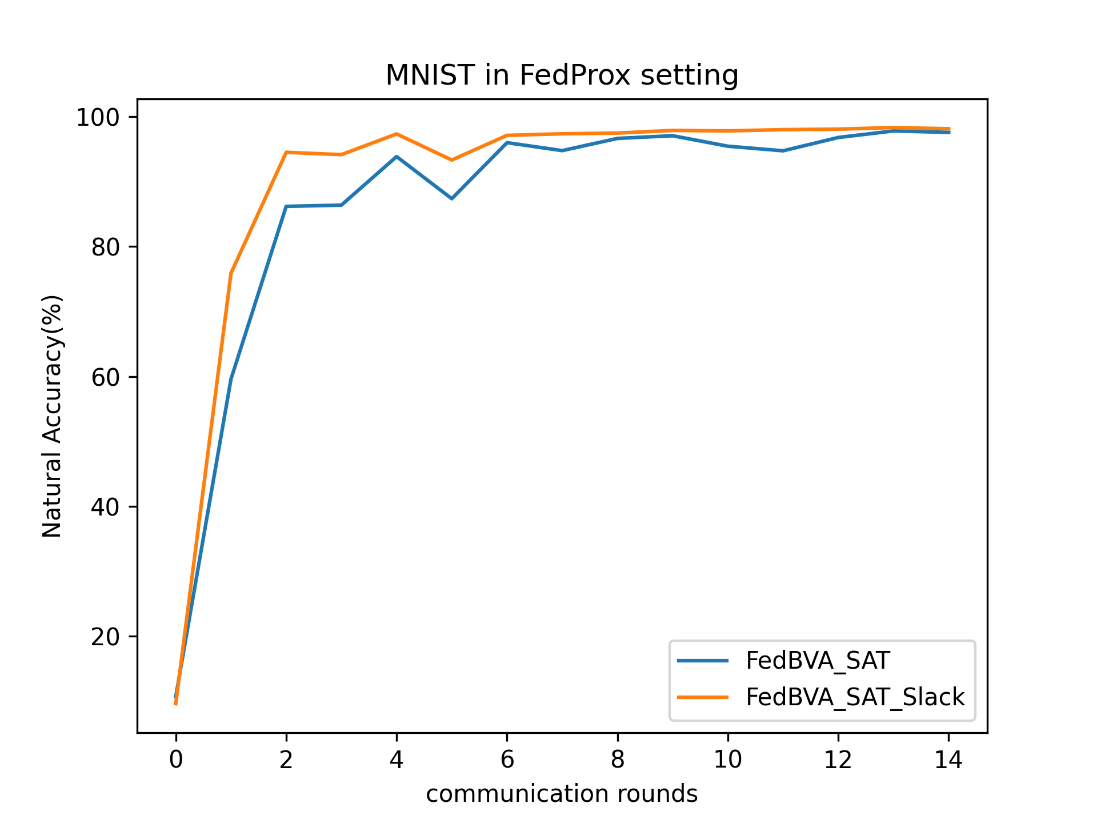 MNIST in FedProx setting
100
80
60
40
20
Natural Accuracy(%)
FedBVA_SAT
FedBVA_SAT_Slack
0 2 4 6 8 10 12 14
communication rounds